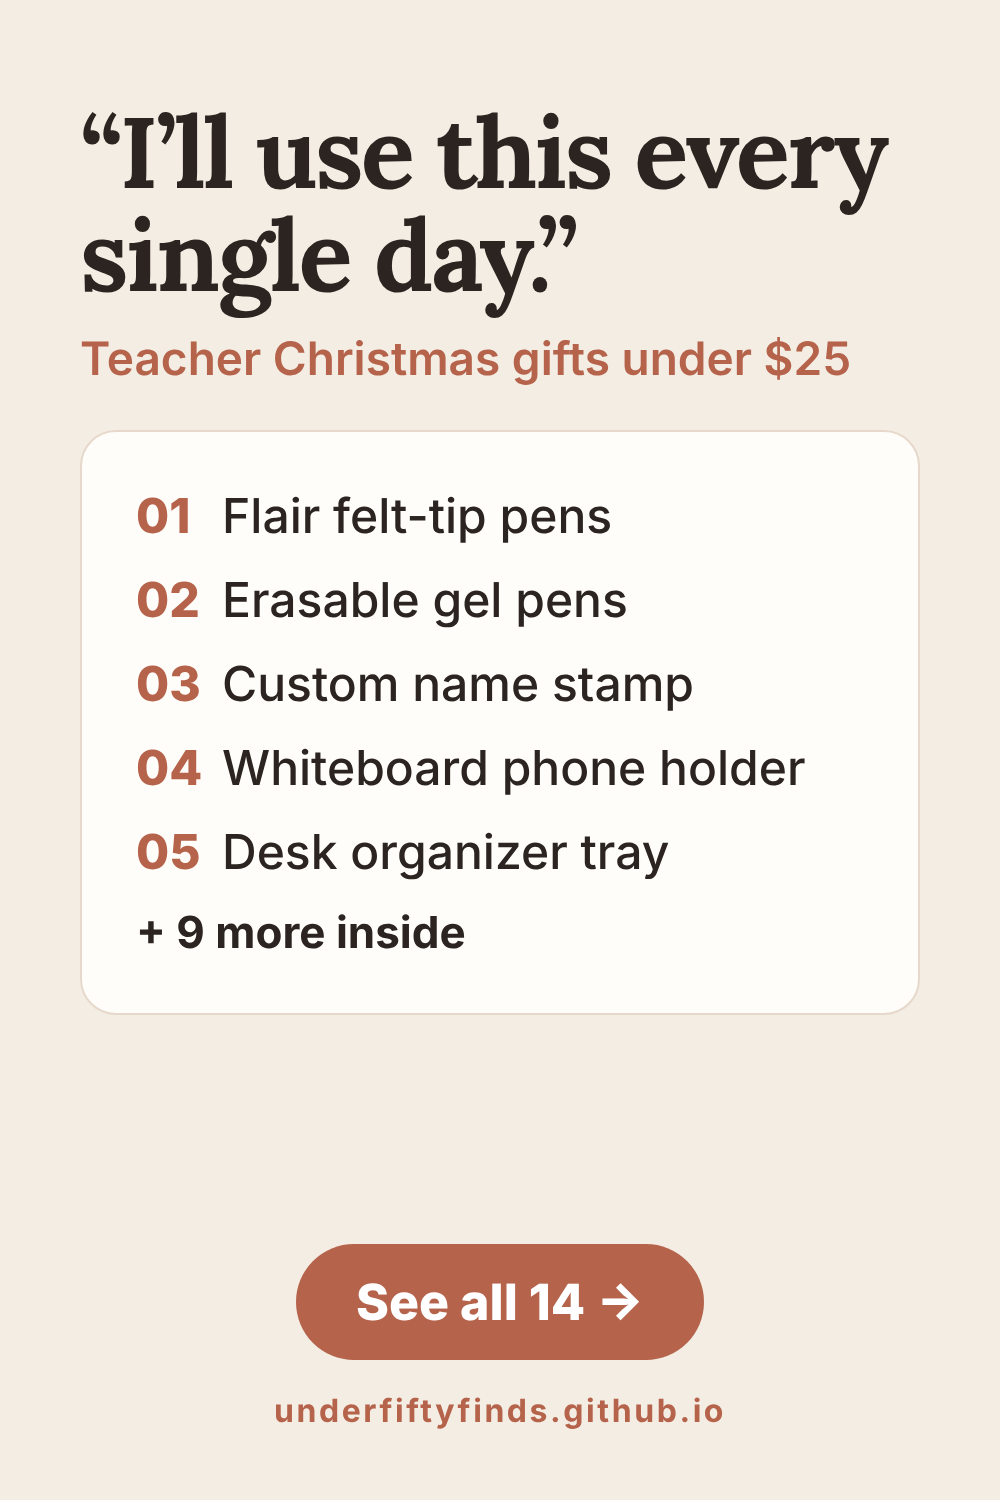 “I’ll use this every
single day.”
Teacher Christmas gifts under $25
01 Flair felt-tip pens
02 Erasable gel pens
03 Custom name stamp
04 Whiteboard phone holder
05 Desk organizer tray
+ 9 more inside
See all 14 →
underfiftyfinds.github.io